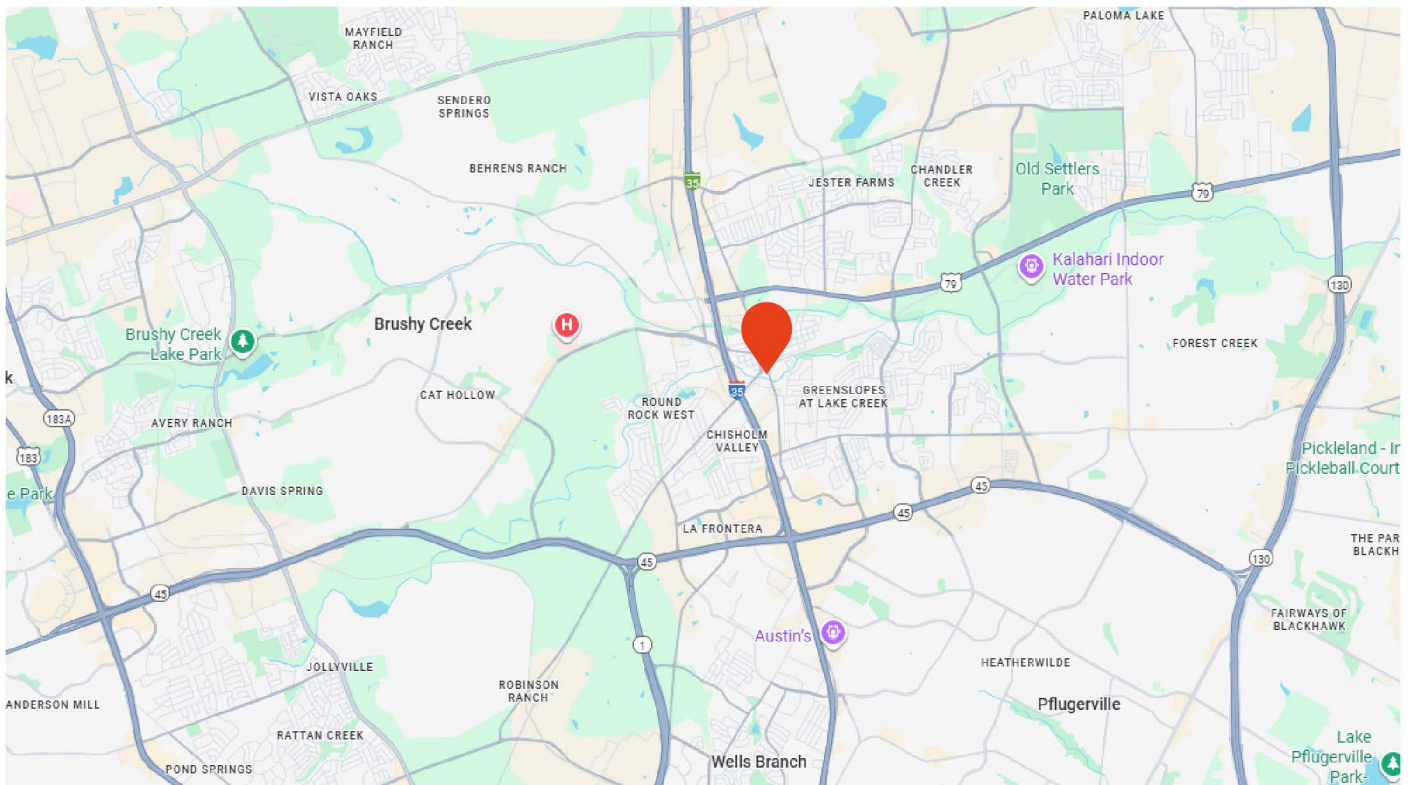 PALOMA LAKE
MAYFIELD
RANCH
VISTA OAKS
SENDERO
SPRINGS
BEHRENS RANCH
35
JESTER FARMS
CHANDLER
CREEK
Old Settlers
Park
79
Kalahari Indoor
Water Park
79
130
Brushy Creek
Lake Park
Brushy Creek
H
FOREST CREEK
k
183A
CAT HOLLOW
35
GREENSLOPES
AT LAKE CREEK
ROUND
ROCK WEST
AVERY RANCH
CHISHOLM
VALLEY
183
Pickleland - Ir
Pickleball Court
e Park
DAVIS SPRING
45
45
LA FRONTERA
THE PAR
BLACKH
45
130
45
FAIRWAYS OF
BLACKHAWK
Austin's
1
JOLLYVILLE
HEATHERWILDE
ROBINSON
RANCH
ANDERSON MILL
Pflugerville
RATTAN CREEK
Lake
Pflugerville
Park-
Wells Branch
POND SPRINGS